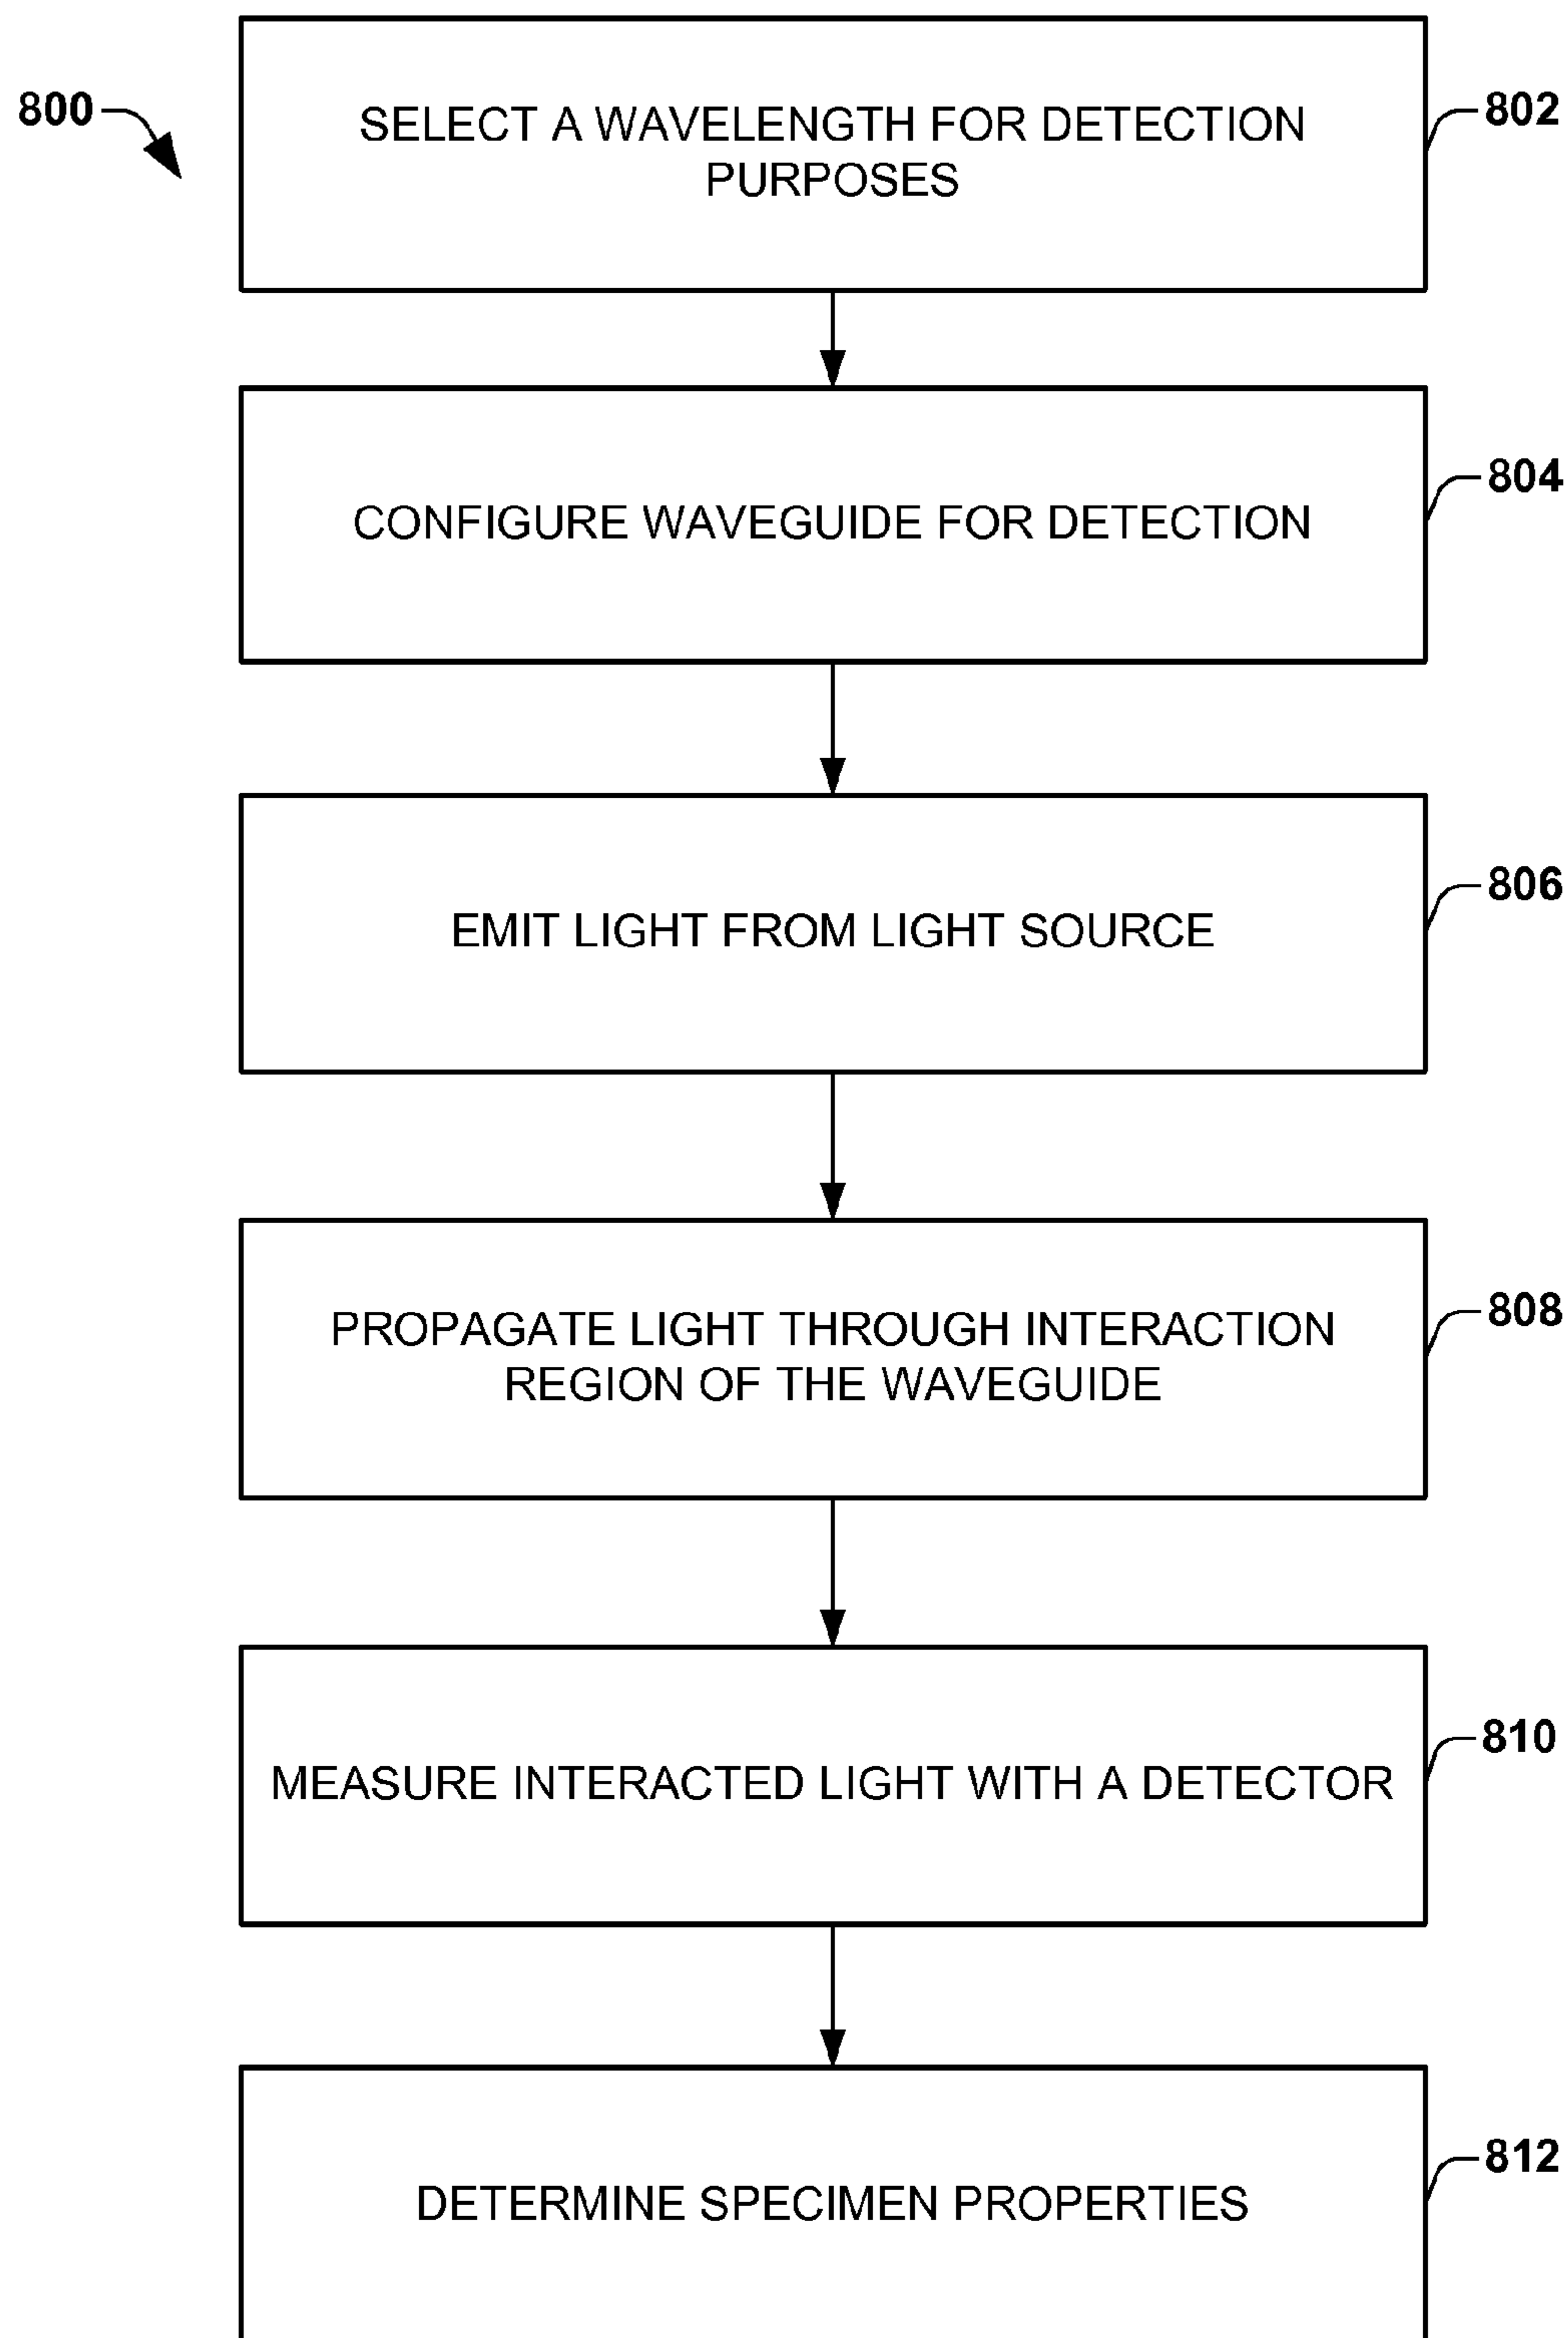 800
SELECT A WAVELENGTH FOR DETECTION
PURPOSES
802
CONFIGURE WAVEGUIDE FOR DETECTION
804
EMIT LIGHT FROM LIGHT SOURCE
806
PROPAGATE LIGHT THROUGH INTERACTION
REGION OF THE WAVEGUIDE
808
MEASURE INTERACTED LIGHT WITH A DETECTOR
810
DETERMINE SPECIMEN PROPERTIES
812